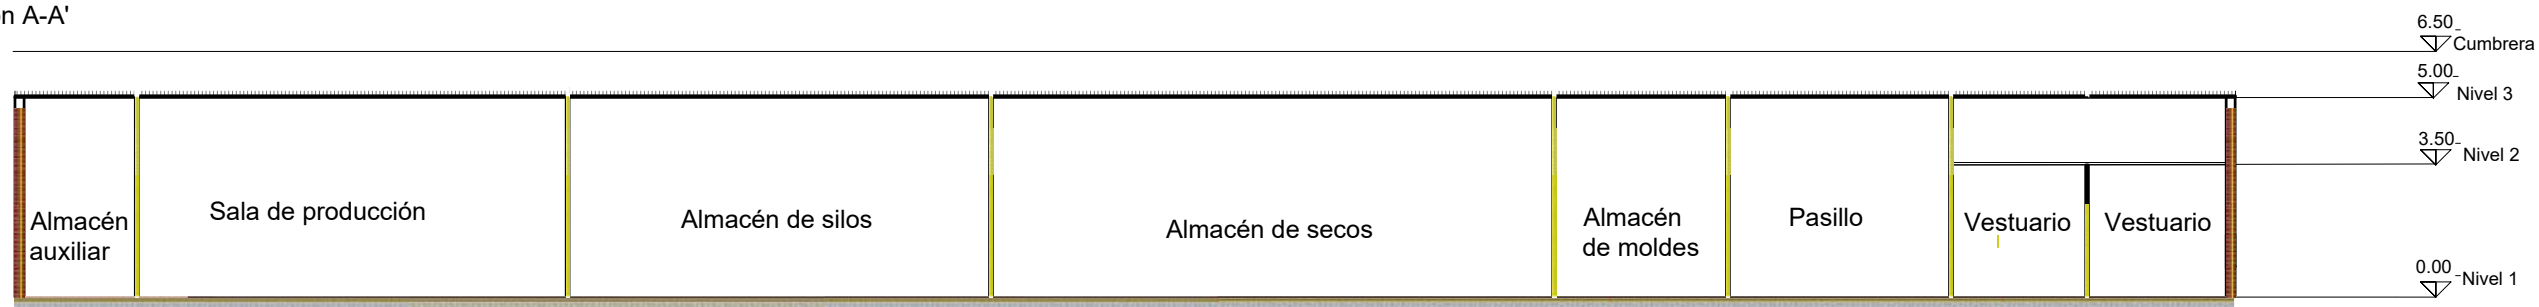 n A-A'
6.50
Cumbrera
5.00
Nivel 3
3.50
Nivel 2
Almacén
auxiliar
Sala de producción
Almacén de silos
Almacén de secos
Almacén
de moldes
Pasillo
Vestuario
Vestuario
0.00
Nivel 1